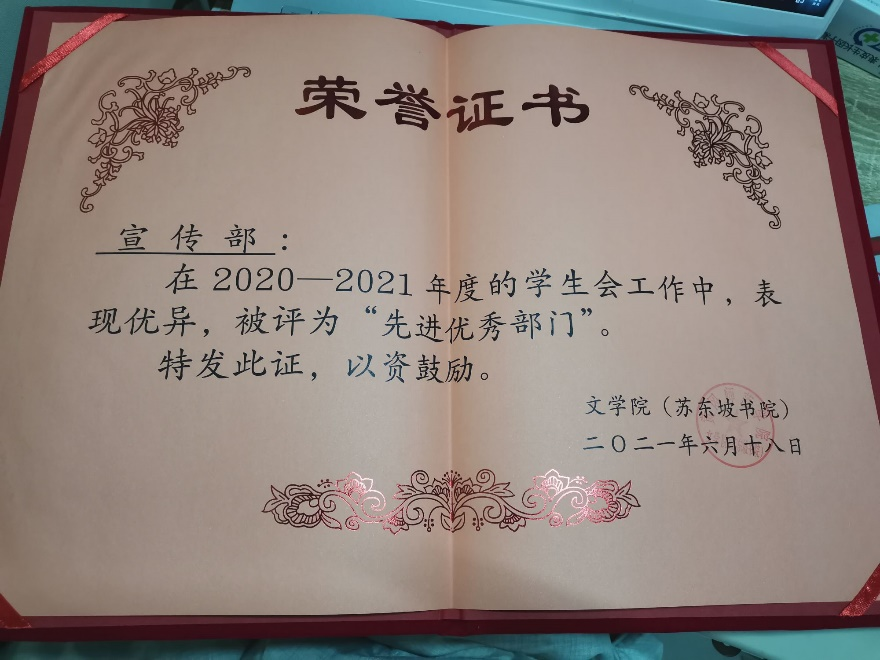 荣誉证书
宣传部：
在2020—2021年度的学生会工作中，表
现优异，被评为“先进优秀部门”。
特发此证，以资鼓励。
文学院（苏东坡书院）
二〇二一年六月十八日